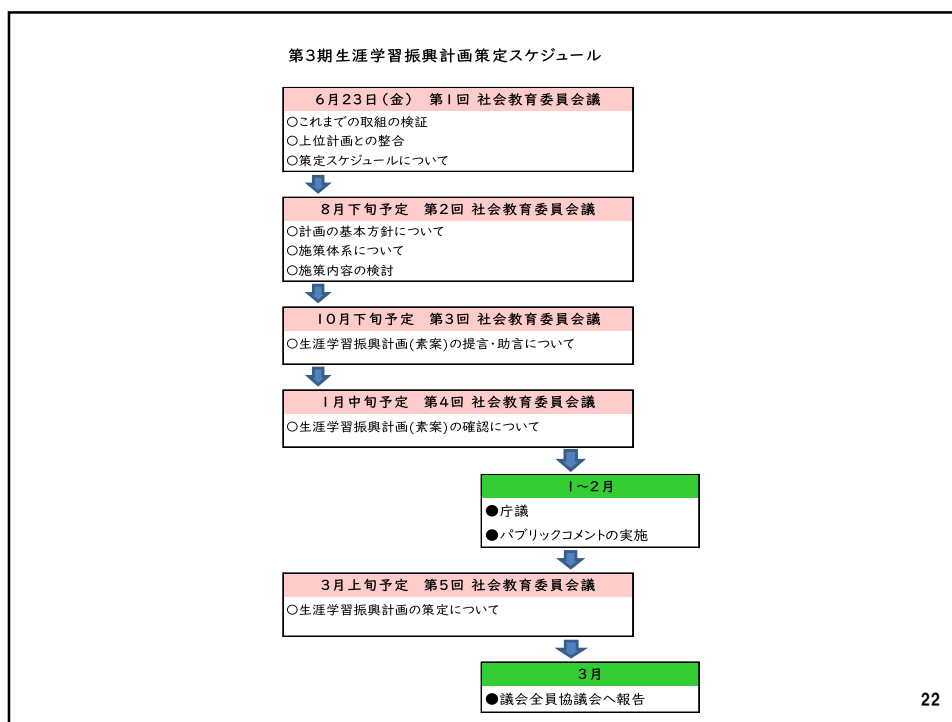 第3期生涯学習振興計画策定スケジュール
6月23日(金) 第1回 社会教育委員会議
○これまでの取組の検証
○上位計画との整合
○策定スケジュールについて
8月下旬予定 第2回 社会教育委員会議
○計画の基本方針について
○施策体系について
○施策内容の検討
10月下旬予定 第3回 社会教育委員会議
○生涯学習振興計画(素案)の提言・助言について
1月中旬予定 第4回 社会教育委員会議
○生涯学習振興計画(素案)の確認について
1~2月
●庁議
●パブリックコメントの実施
3月上旬予定 第5回 社会教育委員会議
○生涯学習振興計画の策定について
3月
●議会全員協議会へ報告
22